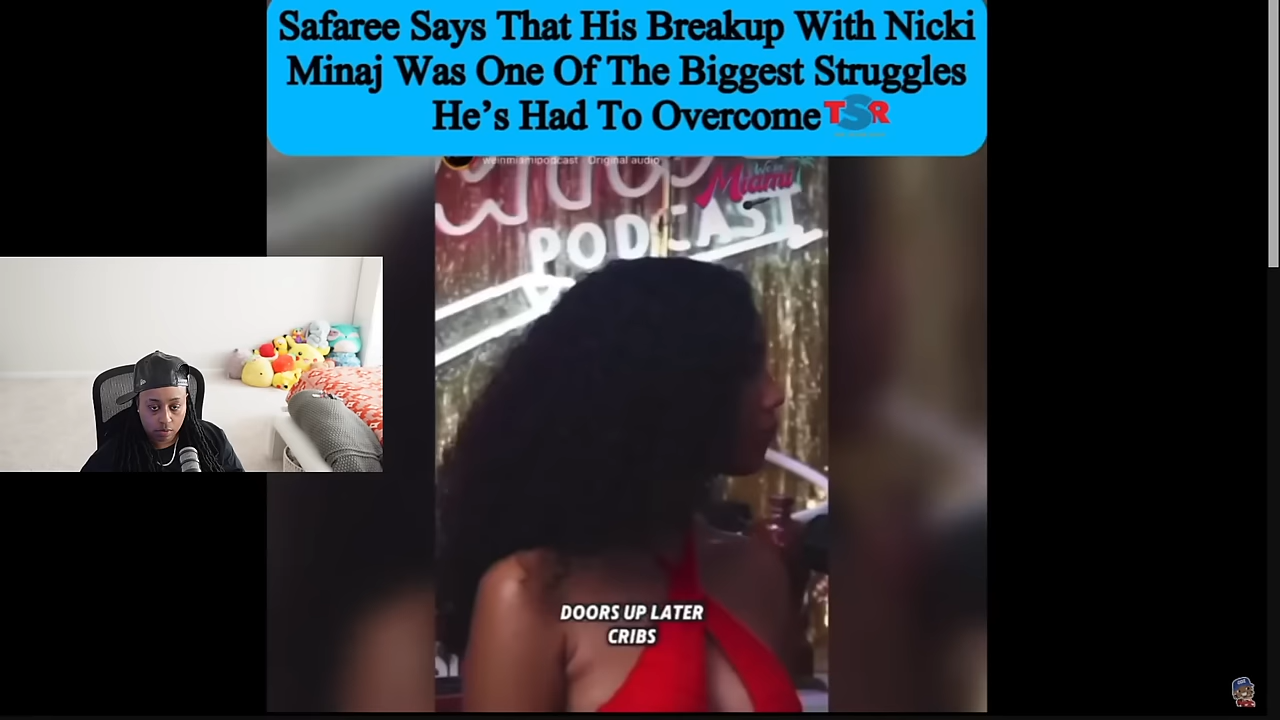 Safaree Says That His Breakup With Nicki
Minaj Was One Of The Biggest Struggles
He’s Had To Overcome TSR
weinmiamipodcast Original audio
Miami
PODCAST
DOORS UP LATER
CRIBS